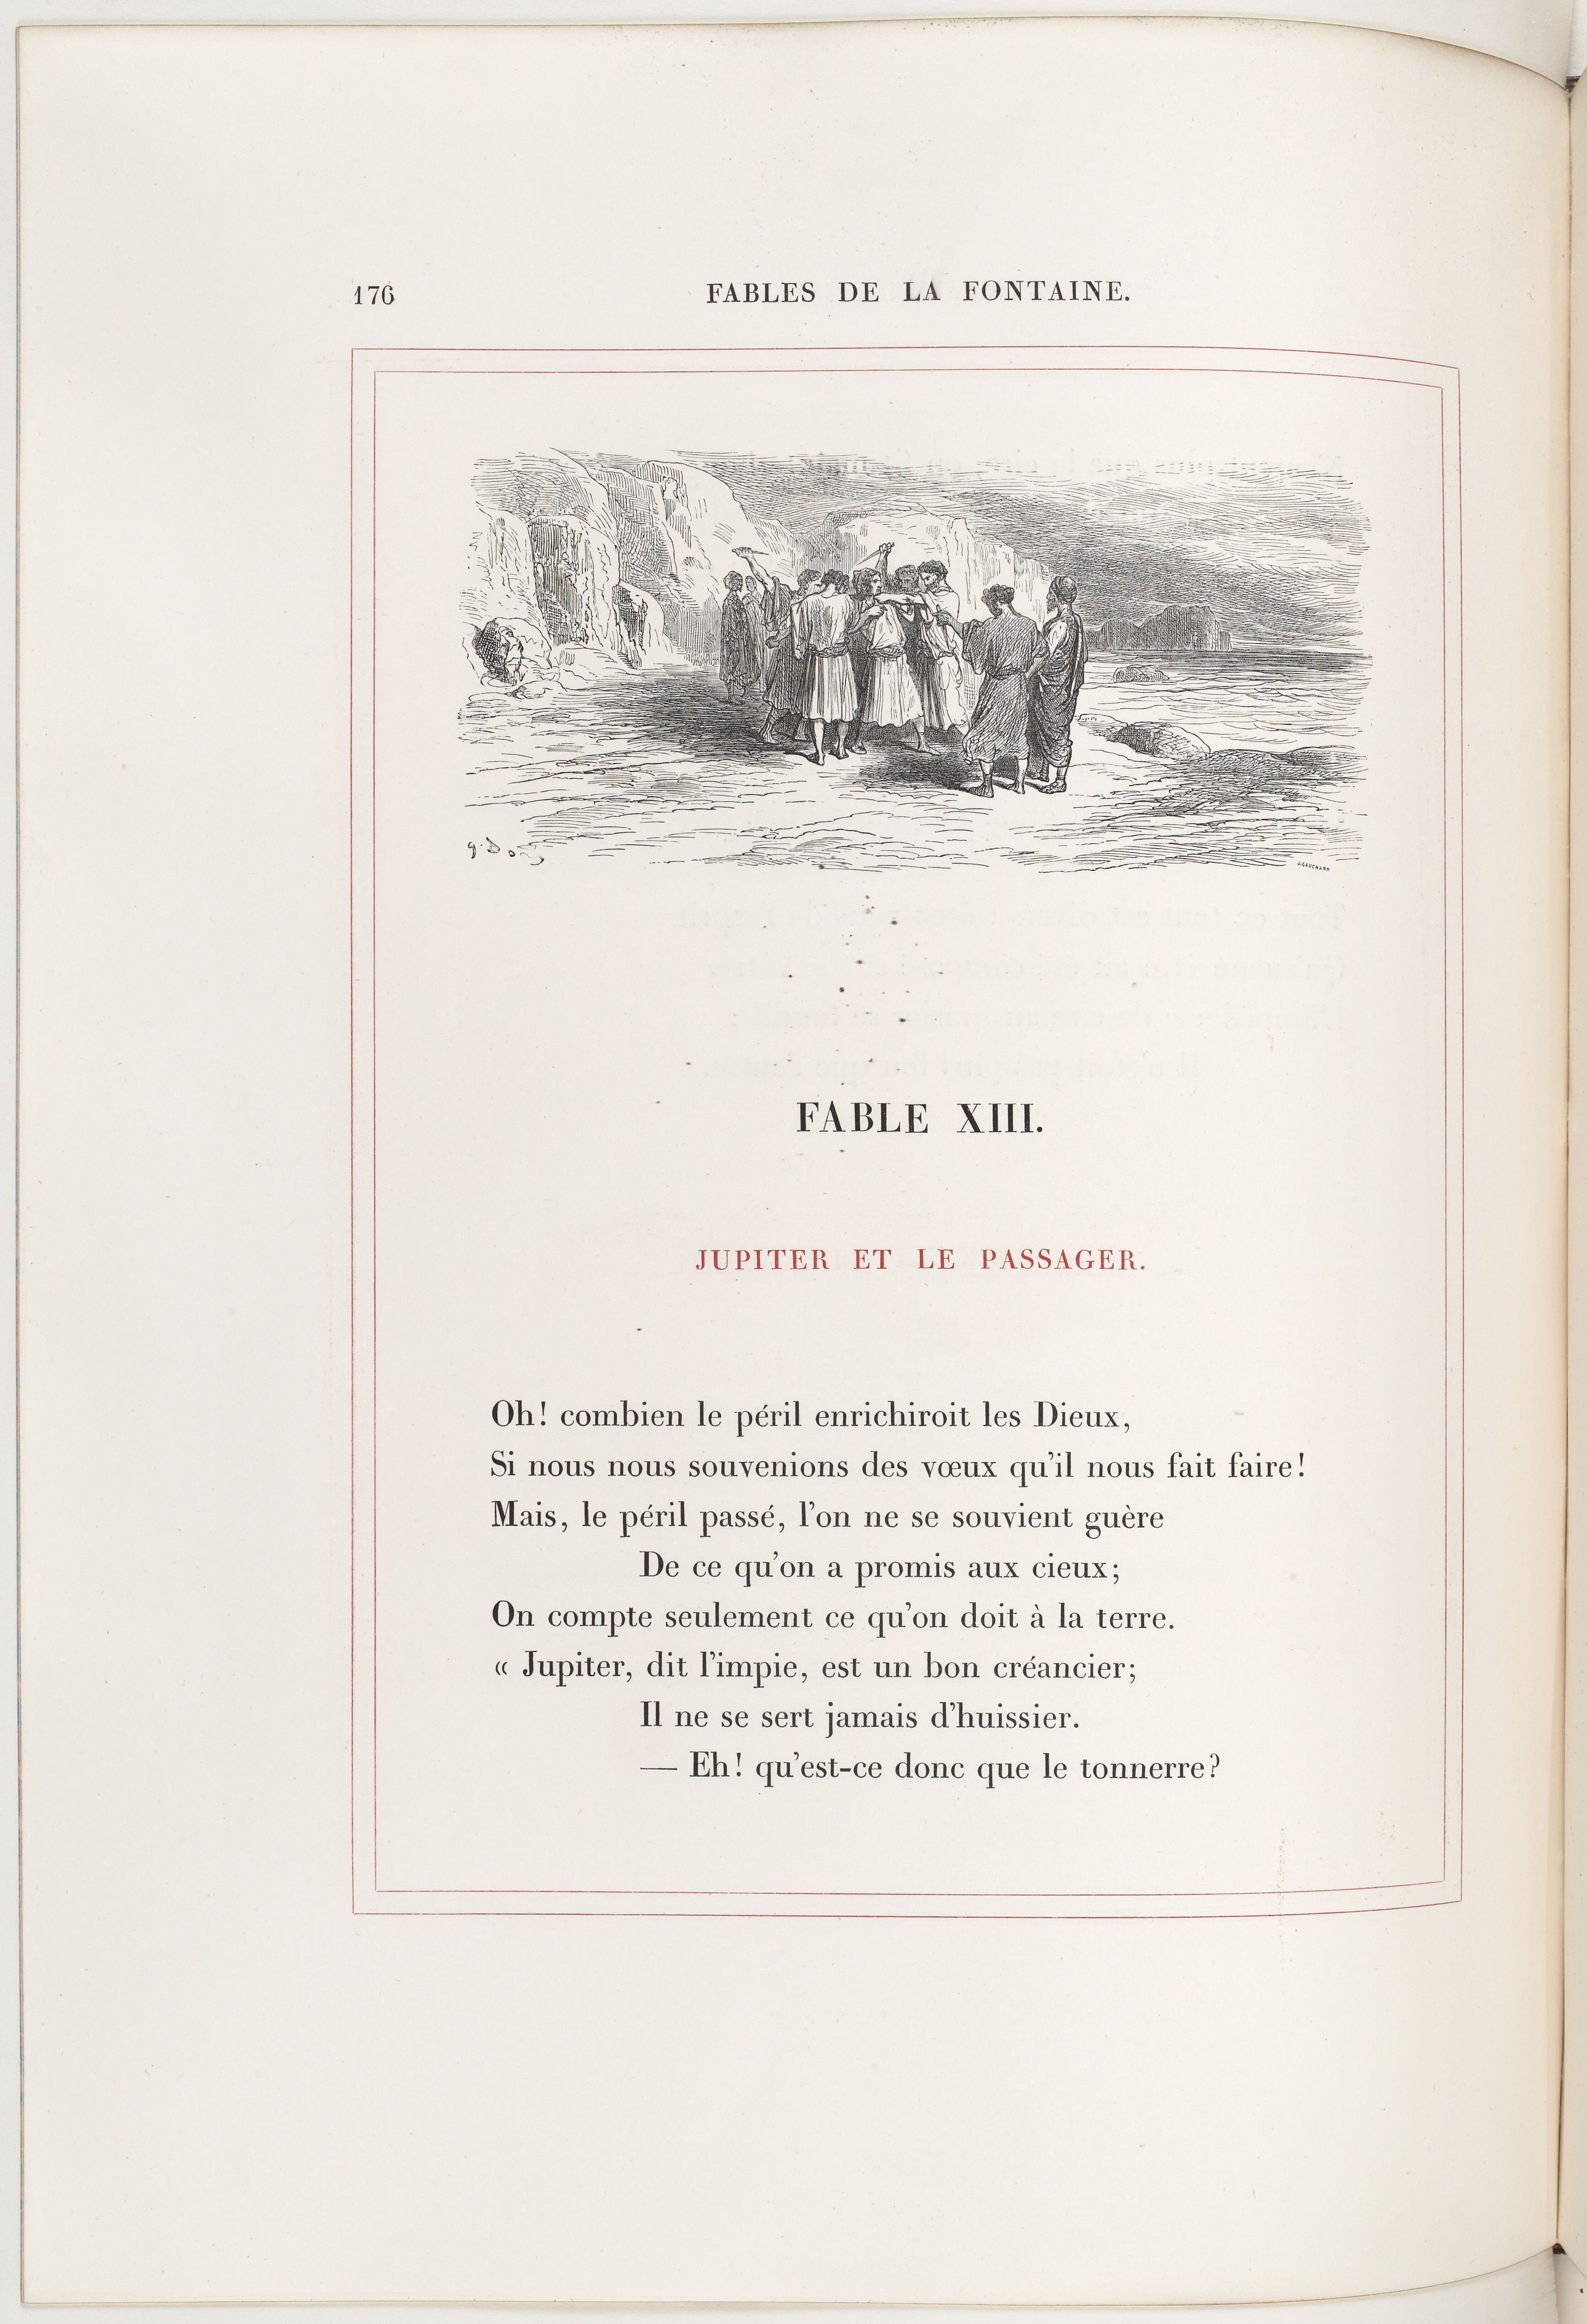 176
FABLES DE LA FONTAINE.
G. Doré
J. GAUCHARD
FABLE XIII.
JUPITER ET LE PASSAGER.
Oh! combien le péril enrichiroit les Dieux,
Si nous nous souvenions des vœux qu'il nous fait faire!
Mais, le péril passé, l'on ne se souvient guère
De ce qu'on a promis aux cieux;
On compte seulement ce qu'on doit à la terre.
« Jupiter, dit l'impie, est un bon créancier;
Il ne se sert jamais d'huissier.
— Eh! qu'est-ce donc que le tonnerre?